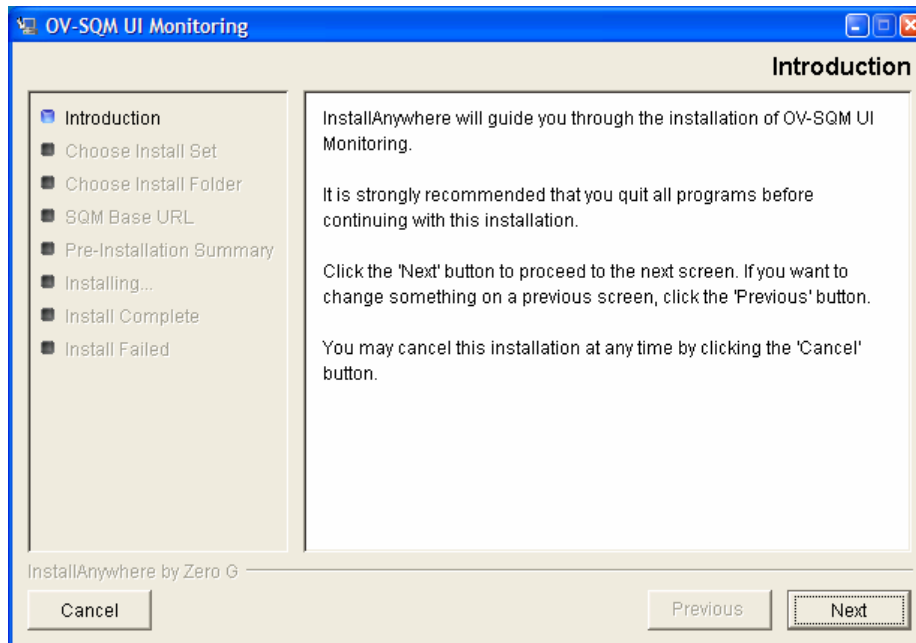 OV-SQM UI Monitoring
Introduction
Introduction
Choose Install Set
Choose Install Folder
SQM Base URL
Pre-Installation Summary
Installing...
Install Complete
Install Failed
InstallAnywhere will guide you through the installation of OV-SQM UI
Monitoring.
It is strongly recommended that you quit all programs before
continuing with this installation.
Click the 'Next' button to proceed to the next screen. If you want to
change something on a previous screen, click the 'Previous' button.
You may cancel this installation at any time by clicking the 'Cancel'
button.
InstallAnywhere by Zero G
Cancel
Previous
Next